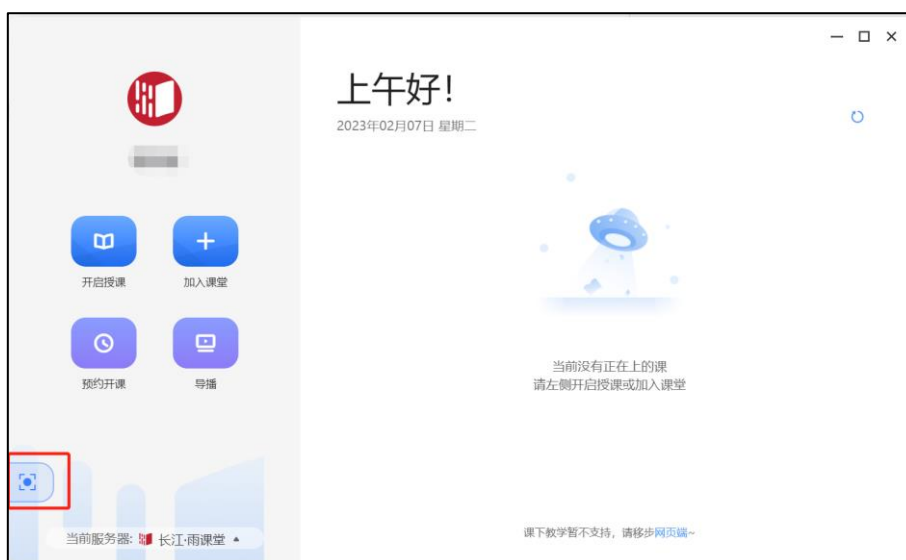 上午好!
2023年02月07日 星期二
开启授课
加入课堂
预约开课
导播
当前没有正在上的课
请左侧开启授课或加入课堂
当前服务器: 长江·雨课堂
课下教学暂不支持，请移步网页端~